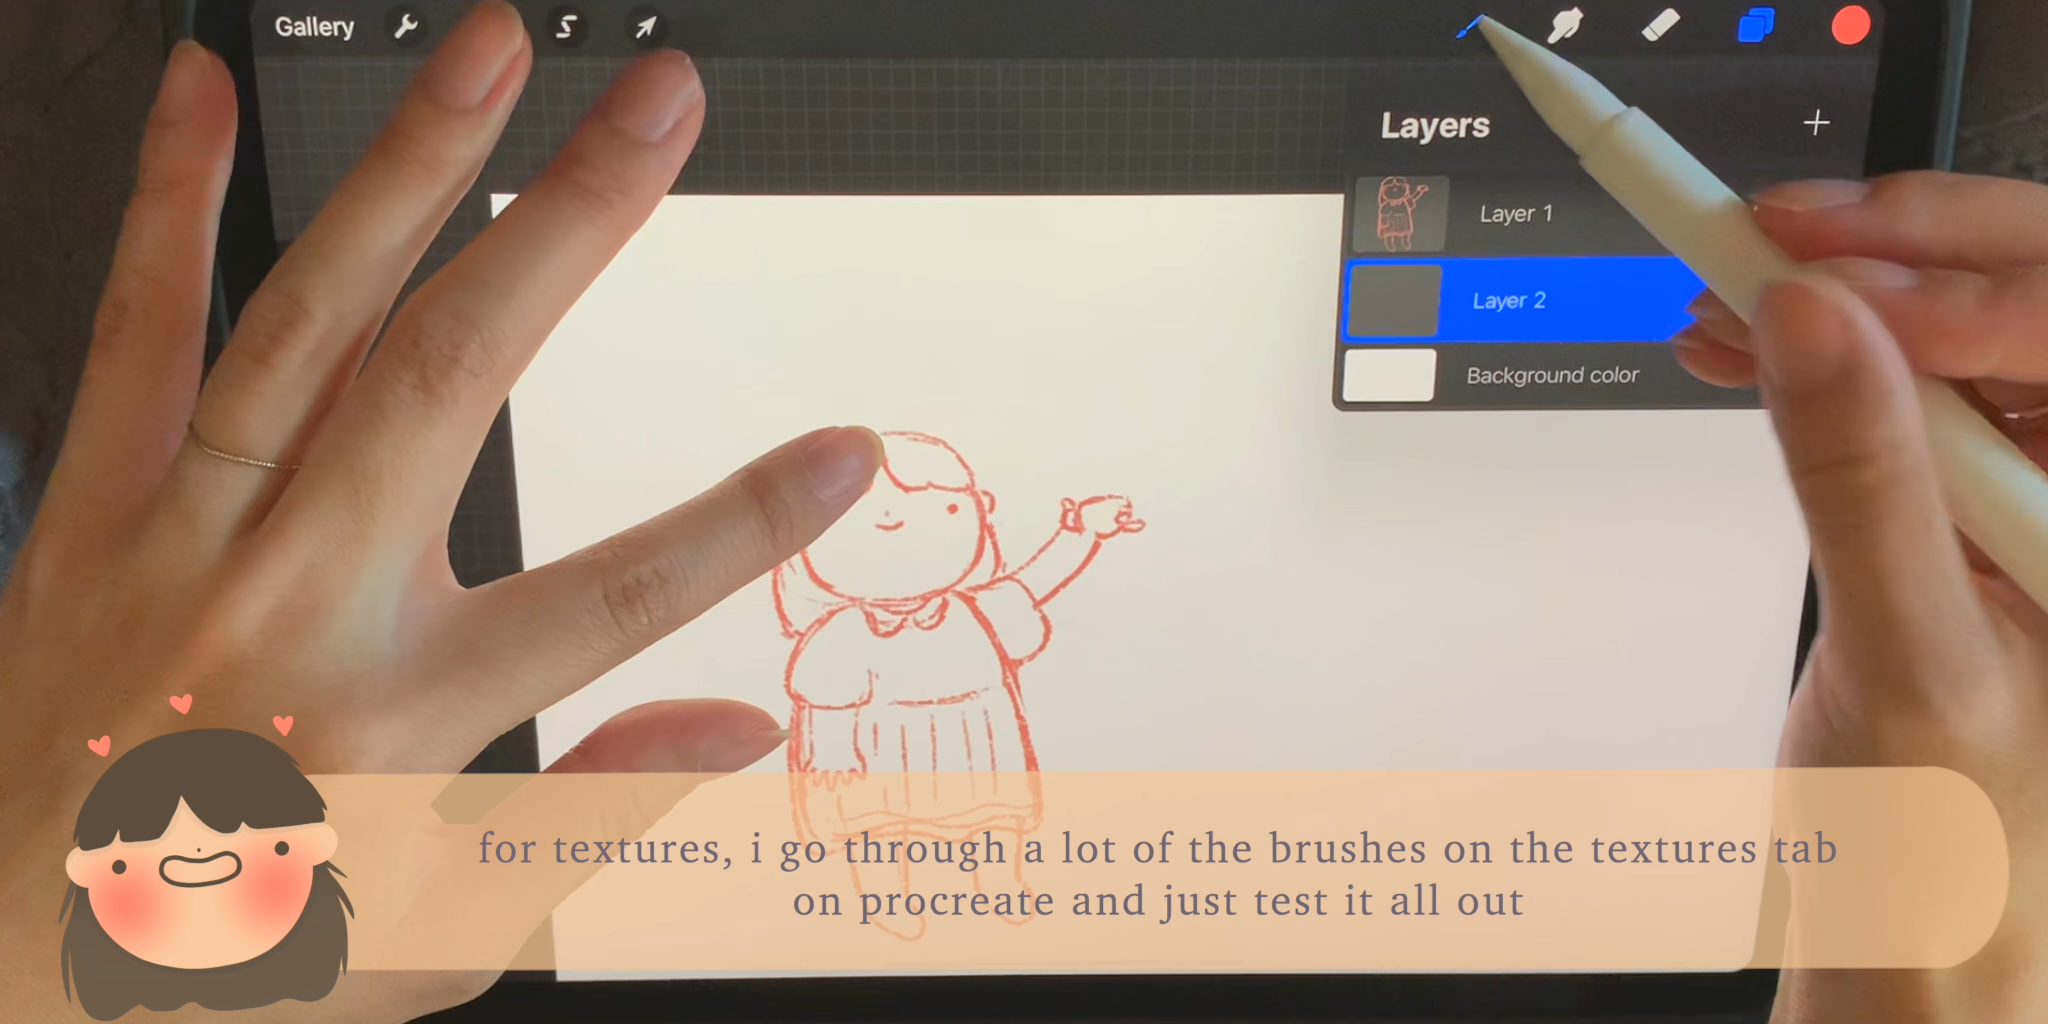 Gallery
Layers
Layer 1
Layer 2
Background color
for textures, i go through a lot of the brushes on the textures tab
on procreate and just test it all out